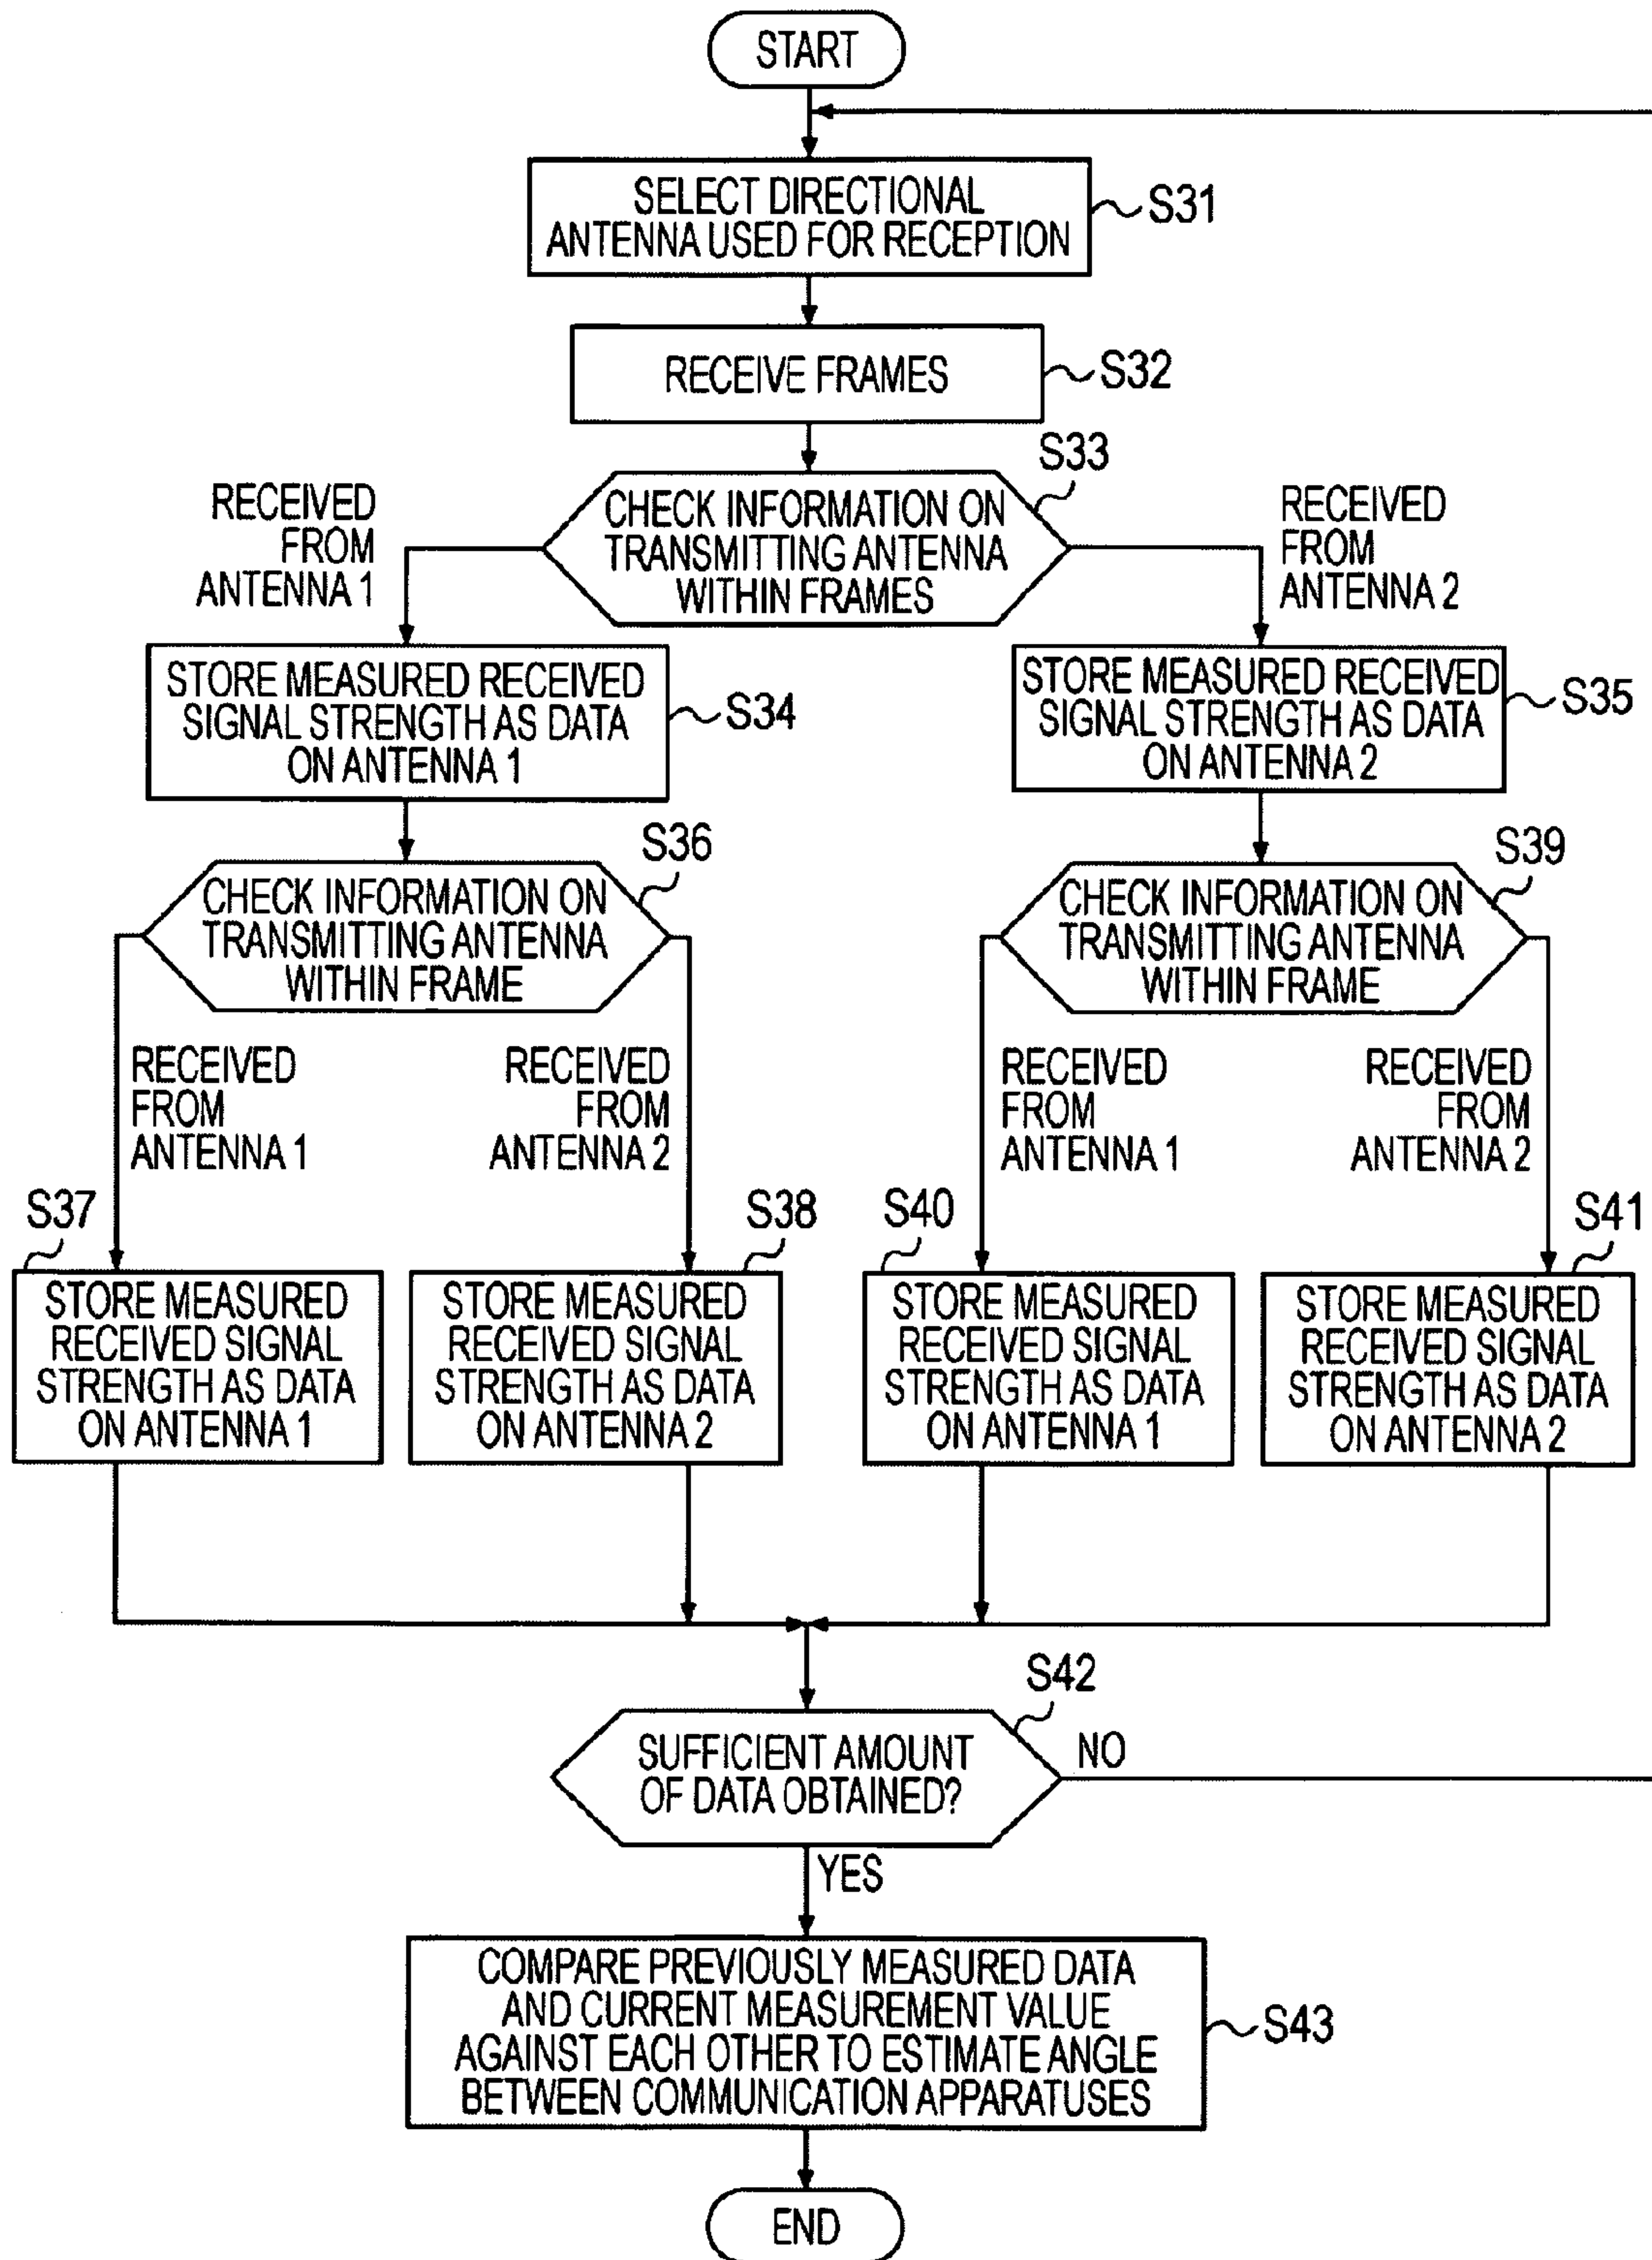 START
SELECT DIRECTIONAL
ANTENNA USED FOR RECEPTION
S31
RECEIVE FRAMES
S32
S33
CHECK INFORMATION ON
TRANSMITTING ANTENNA
WITHIN FRAMES
RECEIVED
FROM
ANTENNA 1
RECEIVED
FROM
ANTENNA 2
STORE MEASURED RECEIVED
SIGNAL STRENGTH AS DATA
ON ANTENNA 1
S34
STORE MEASURED RECEIVED
SIGNAL STRENGTH AS DATA
ON ANTENNA 2
S35
S36
CHECK INFORMATION ON
TRANSMITTING ANTENNA
WITHIN FRAME
S39
CHECK INFORMATION ON
TRANSMITTING ANTENNA
WITHIN FRAME
RECEIVED
FROM
ANTENNA 1
RECEIVED
FROM
ANTENNA 2
RECEIVED
FROM
ANTENNA 1
RECEIVED
FROM
ANTENNA 2
S37
STORE MEASURED
RECEIVED SIGNAL
STRENGTH AS DATA
ON ANTENNA 1
S38
STORE MEASURED
RECEIVED SIGNAL
STRENGTH AS DATA
ON ANTENNA 2
S40
STORE MEASURED
RECEIVED SIGNAL
STRENGTH AS DATA
ON ANTENNA 1
S41
STORE MEASURED
RECEIVED SIGNAL
STRENGTH AS DATA
ON ANTENNA 2
S42
SUFFICIENT AMOUNT
OF DATA OBTAINED?
NO
YES
COMPARE PREVIOUSLY MEASURED DATA
AND CURRENT MEASUREMENT VALUE
AGAINST EACH OTHER TO ESTIMATE ANGLE
BETWEEN COMMUNICATION APPARATUSES
S43
END